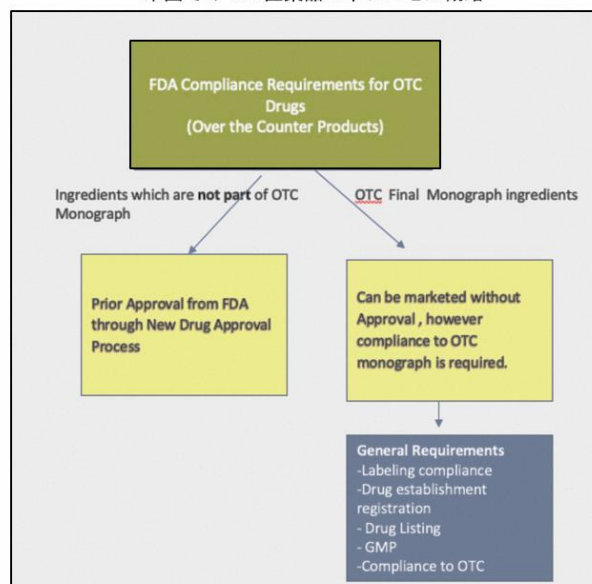 FDA Compliance Requirements for OTC
Drugs
(Over the Counter Products)
Ingredients which are not part of OTC
Monograph
OTC Final Monograph ingredients
Prior Approval from FDA
through New Drug Approval
Process
Can be marketed without
Approval , however
compliance to OTC
monograph is required.
General Requirements
-Labeling compliance
-Drug establishment
registration
- Drug Listing
- GMP
-Compliance to OTC